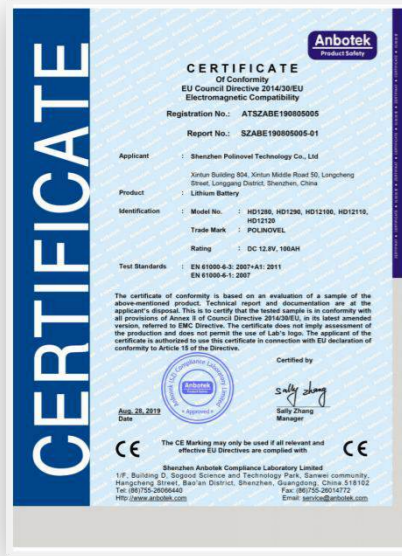 CERTIFICATE
Anbotek
Product Safety
CERTIFICATE
Of Conformity
EU Council Directive 2014/30/EU
Electromagnetic Compatibility
Registration No.: ATSZABE190805005
Report No.: SZABE190805005-01
Applicant : Shenzhen Polinovel Technology Co., Ltd
Xintun Building 804, Xintun Middle Road 50, Longcheng
Street, Longgang District, Shenzhen, China
Product : Lithium Battery
Identification : Model No. : HD1280, HD1290, HD12100, HD12110,
HD12120
Trade Mark : POLINOVEL
Rating : DC 12.8V, 100AH
Test Standards : EN 61000-6-3: 2007+A1: 2011
EN 61000-6-1: 2007
The certificate of conformity is based on an evaluation of a sample of the
above-mentioned product. Technical report and documentation are at the
applicant's disposal. This is to certify that the tested sample is in conformity with
all provisions of Annex II of Council Directive 2014/30/EU, in its latest amended
version, referred to EMC Directive. The certificate does not imply assessment of
the production and does not permit the use of Lab's logo. The applicant of the
certificate is authorized to use this certificate in connection with EU declaration of
conformity to Article 15 of the Directive.
Certified by
Anbotek
Approved
Sally Zhang
Aug. 28, 2019
Date
Sally Zhang
Manager
CE
The CE Marking may only be used if all relevant and
effective EU Directives are complied with
CE
Shenzhen Anbotek Compliance Laboratory Limited
1/F, Building D, Sogood Science and Technology Park, Sanwei community,
Hangcheng Street, Bao'an District, Shenzhen, Guangdong, China.518102
Tel: (86)755-26066440
Fax: (86)755-26014772
Http://www.anbotek.com
Email: service@anbotek.com